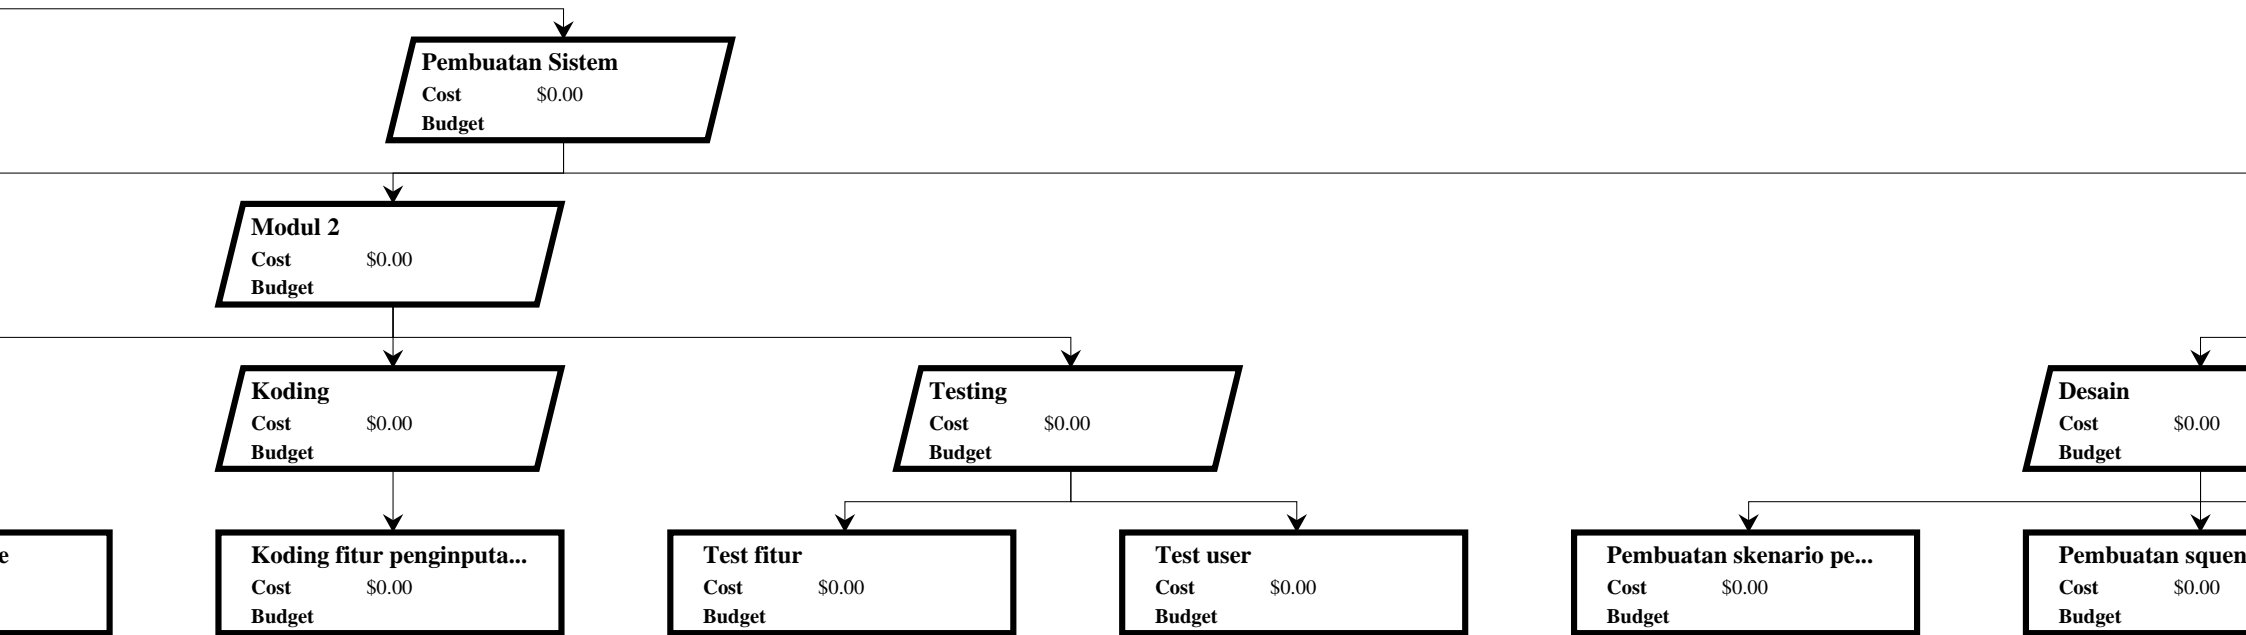 Pembuatan Sistem
Cost $0.00
Budget
Modul 2
Cost $0.00
Budget
Koding
Cost $0.00
Budget
Testing
Cost $0.00
Budget
Desain
Cost $0.00
Budget
e
Koding fitur penginputa...
Cost $0.00
Budget
Test fitur
Cost $0.00
Budget
Test user
Cost $0.00
Budget
Pembuatan skenario pe...
Cost $0.00
Budget
Pembuatan squen
Cost $0.00
Budget